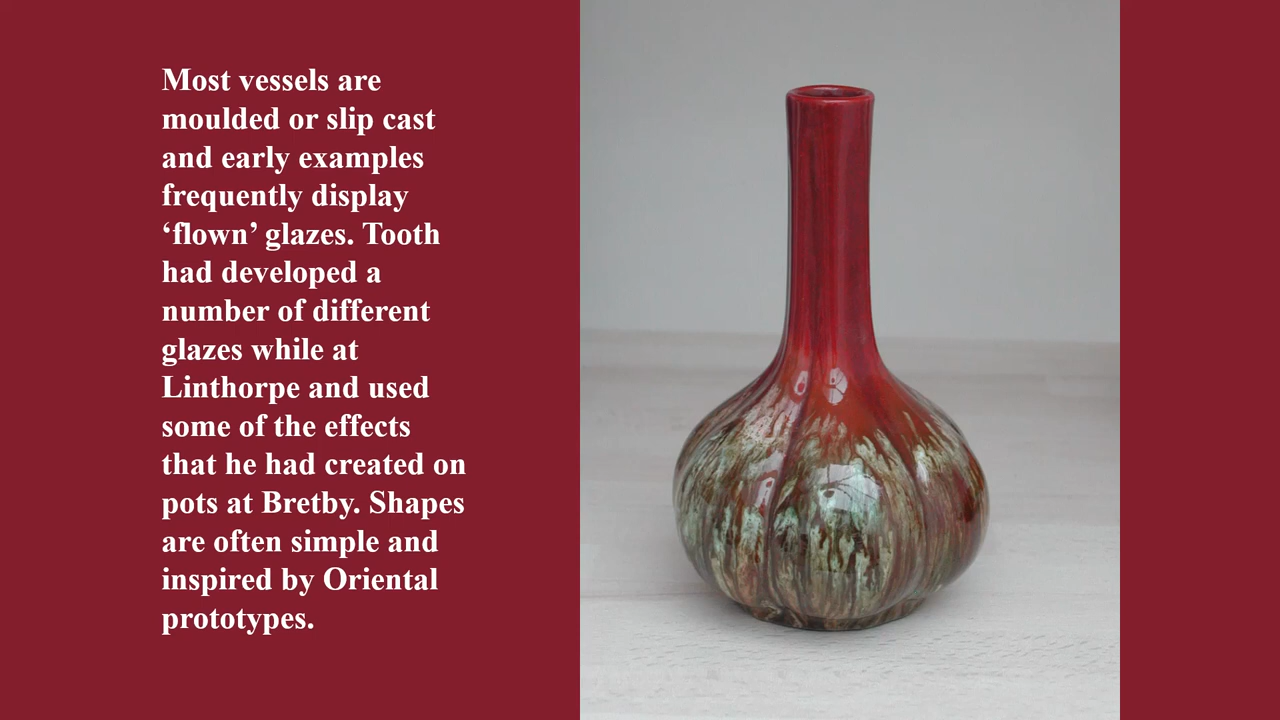 Most vessels are
moulded or slip cast
and early examples
frequently display
‘flown’ glazes. Tooth
had developed a
number of different
glazes while at
Linthorpe and used
some of the effects
that he had created on
pots at Bretby. Shapes
are often simple and
inspired by Oriental
prototypes.